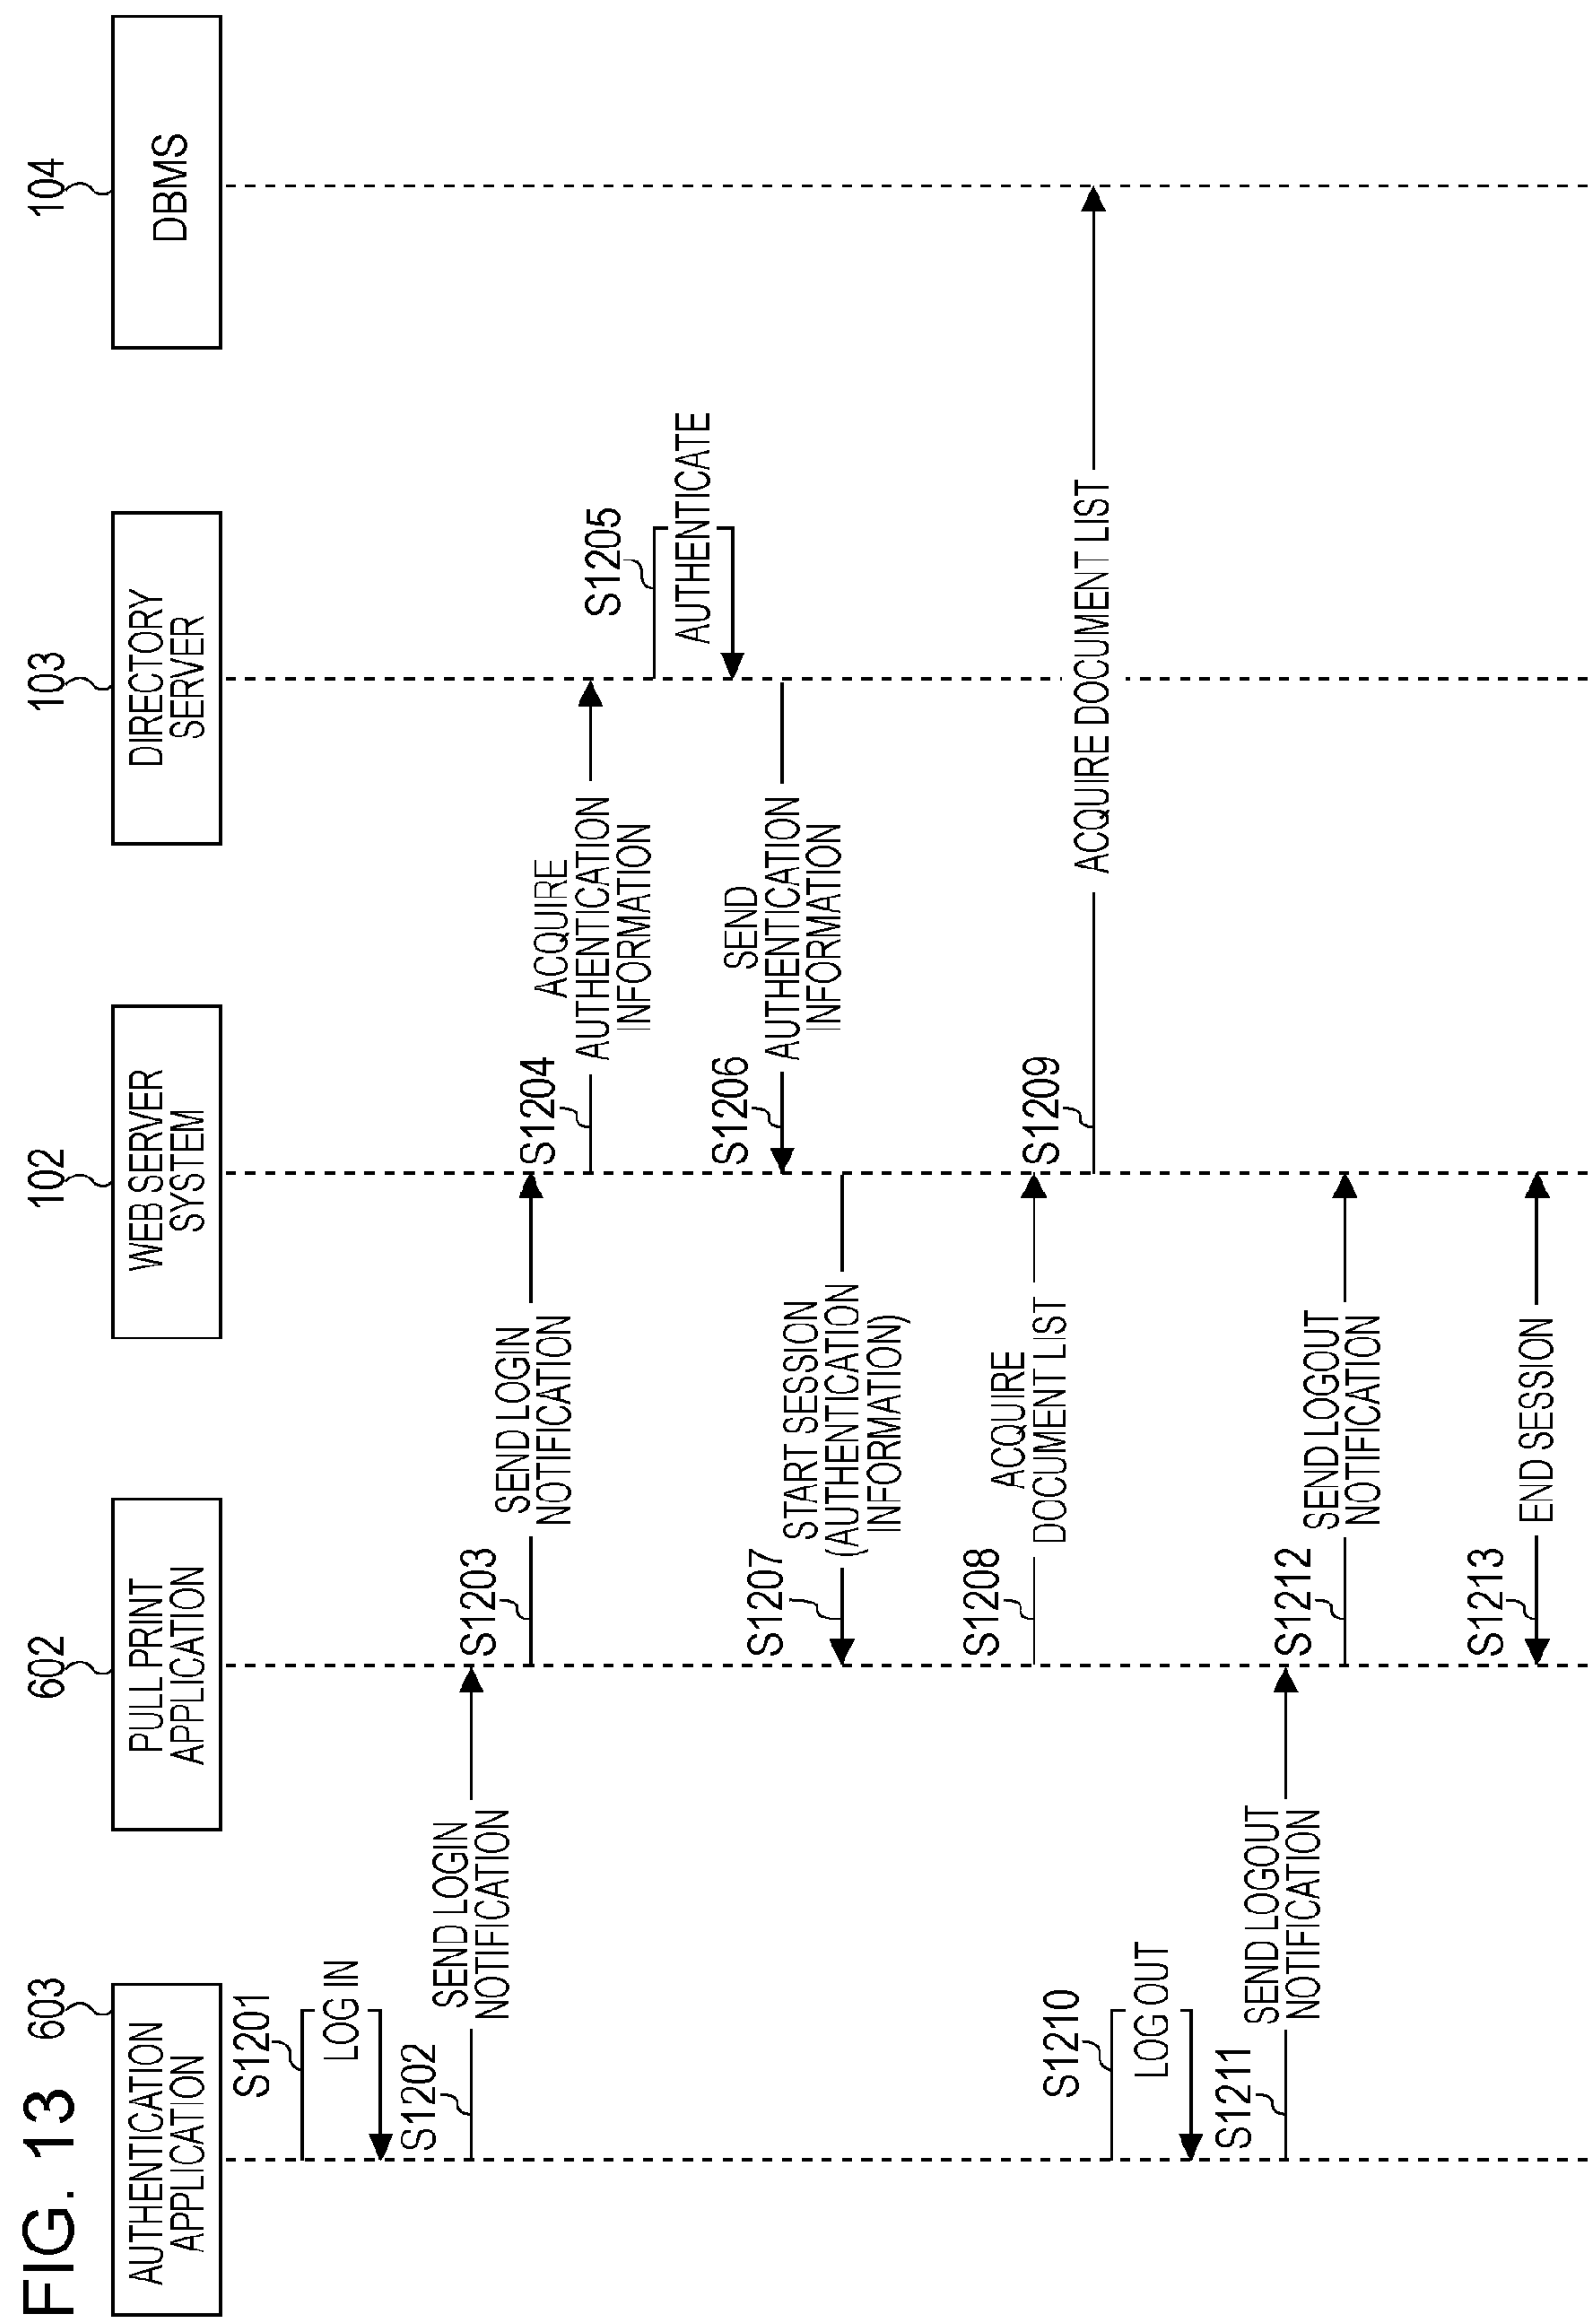 FIG. 13
603
602
102
103
104
AUTHENTICATION
APPLICATION
PULL PRINT
APPLICATION
WEB SERVER
SYSTEM
DIRECTORY
SERVER
DBMS
S1201
LOG IN
S1202
SEND LOGIN
NOTIFICATION
S1203
SEND LOGIN
NOTIFICATION
S1204
ACQUIRE
AUTHENTICATION
INFORMATION
S1205
AUTHENTICATE
S1206
SEND
AUTHENTICATION
INFORMATION
S1207
START SESSION
(AUTHENTICATION
INFORMATION)
S1208
ACQUIRE
DOCUMENT LIST
S1209
ACQUIRE DOCUMENT LIST
S1210
LOG OUT
S1211
SEND LOGOUT
NOTIFICATION
S1212
SEND LOGOUT
NOTIFICATION
S1213
END SESSION